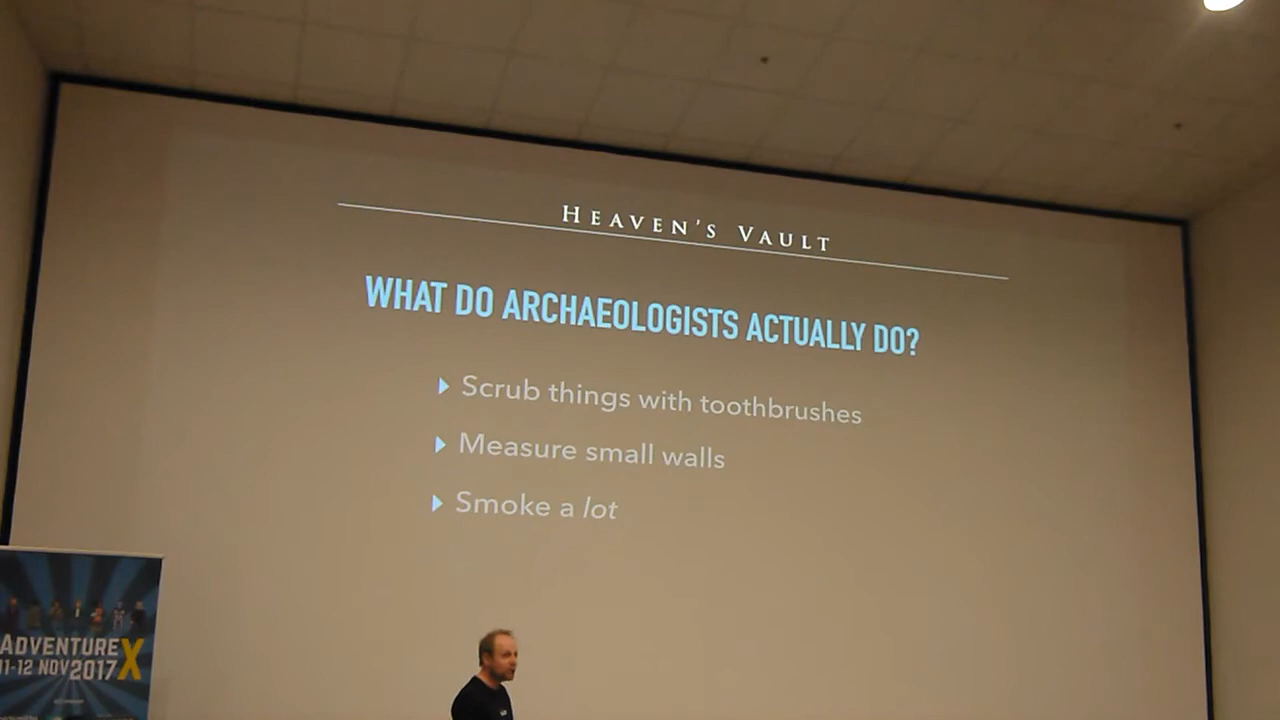 HEAVEN'S VAULT
WHAT DO ARCHAEOLOGISTS ACTUALLY DO?
Scrub things with toothbrushes
Measure small walls
Smoke a lot
ADVENTUREX
11-12 NOV 2017